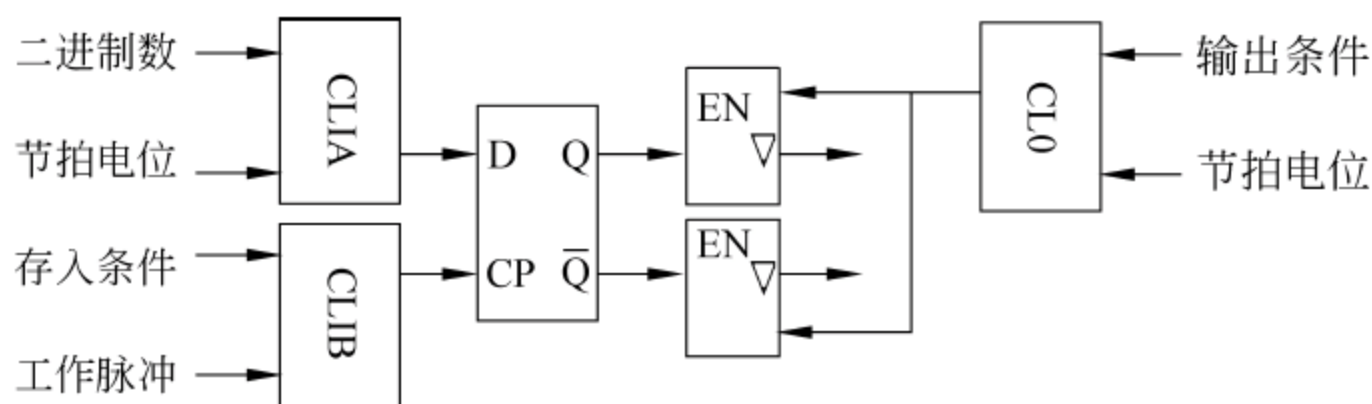 二进制数
节拍电位
存入条件
工作脉冲
CLIA
CLIB
D Q
CP Q̅
EN
▽
EN
▽
CL0
输出条件
节拍电位